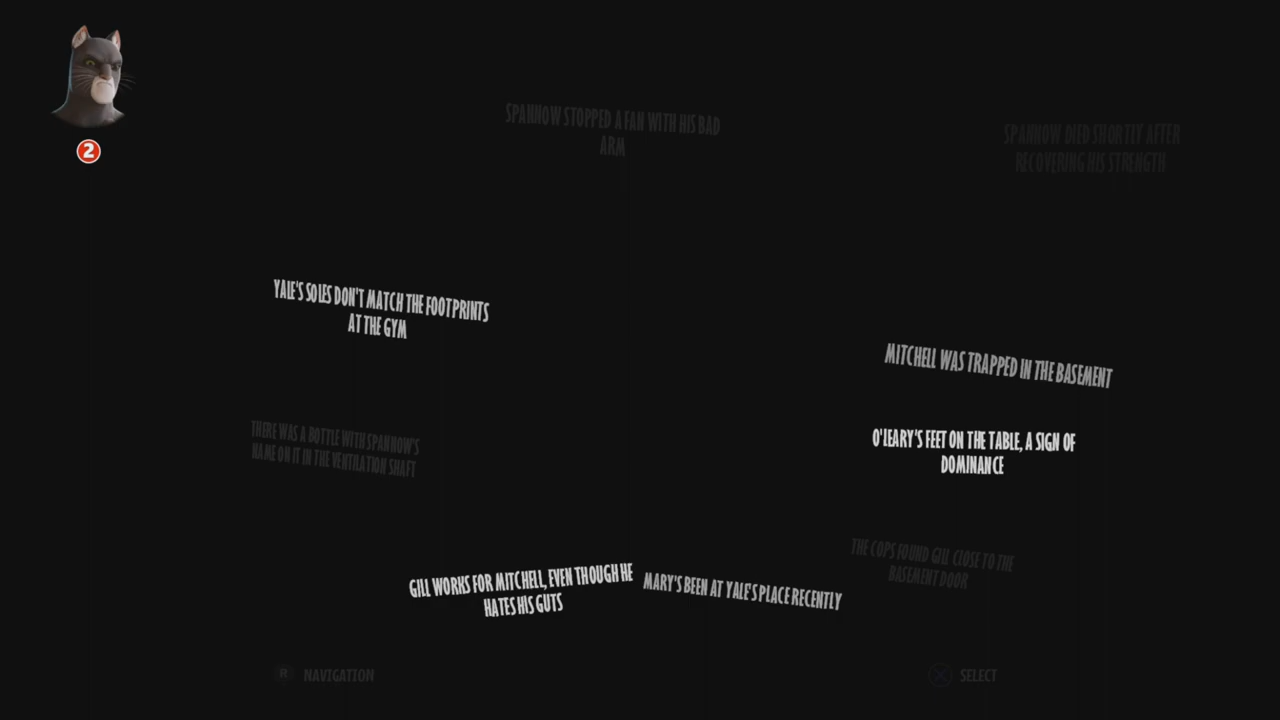 SPANNOW STOPPED A FAN WITH HIS BAD
ARM
SPANNOW DIED SHORTLY AFTER
RECOVERING HIS STRENGTH
2
YALE'S SOLES DON'T MATCH THE FOOTPRINTS
AT THE GYM
MITCHELL WAS TRAPPED IN THE BASEMENT
THERE WAS A BOTTLE WITH SPANNOW'S
NAME ON IT IN THE VENTILATION SHAFT
O'LEARY'S FEET ON THE TABLE, A SIGN OF
DOMINANCE
THE COPS FOUND GILL CLOSE TO THE
BASEMENT DOOR
GILL WORKS FOR MITCHELL, EVEN THOUGH HE
HATES HIS GUTS
MARY'S BEEN AT YALE'S PLACE RECENTLY
R NAVIGATION
SELECT